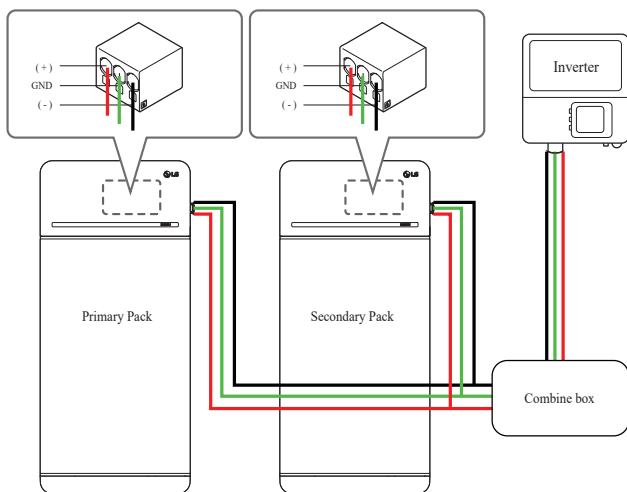 (+)
GND
(-)
(+)
GND
(-)
Inverter
LG
LG
Primary Pack
Secondary Pack
Combine box